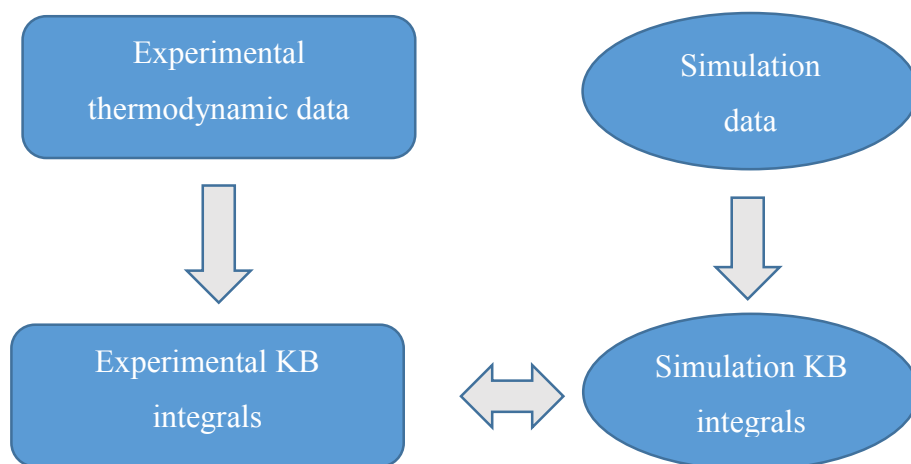 Experimental
thermodynamic data
Simulation
data
Experimental KB
integrals
Simulation KB
integrals